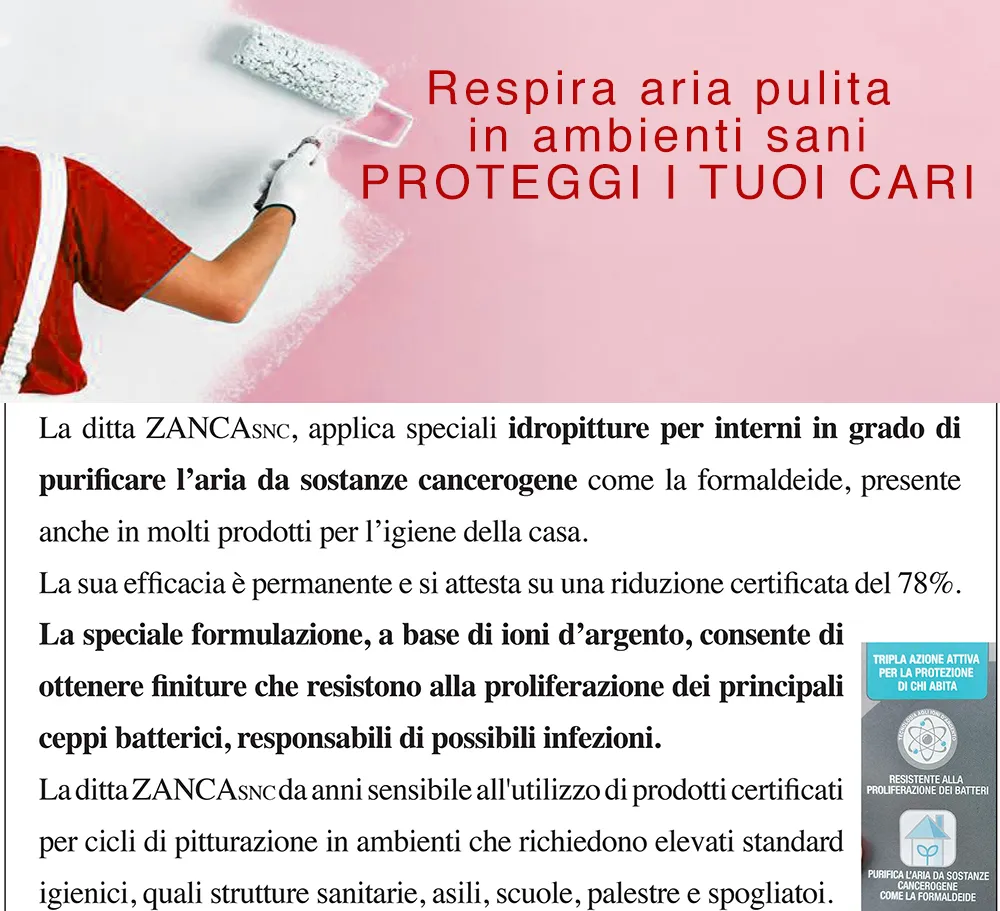 Respira aria pulita
in ambienti sani
PROTEGGI I TUOI CARI
La ditta ZANCASNC, applica speciali idropitture per interni in grado di
purificare l’aria da sostanze cancerogene come la formaldeide, presente
anche in molti prodotti per l’igiene della casa.
La sua efficacia è permanente e si attesta su una riduzione certificata del 78%.
La speciale formulazione, a base di ioni d’argento, consente di
ottenere finiture che resistono alla proliferazione dei principali
ceppi batterici, responsabili di possibili infezioni.
La ditta ZANCASNC da anni sensibile all'utilizzo di prodotti certificati
per cicli di pitturazione in ambienti che richiedono elevati standard
igienici, quali strutture sanitarie, asili, scuole, palestre e spogliatoi.
TRIPLA AZIONE ATTIVA
PER LA PROTEZIONE
DI CHI ABITA
TECNOLOGIA AGLI IONI D'ARGENTO
RESISTENTE ALLA
PROLIFERAZIONE DEI BATTERI
PURIFICA L'ARIA DA SOSTANZE
CANCEROGENE
COME LA FORMALDEIDE